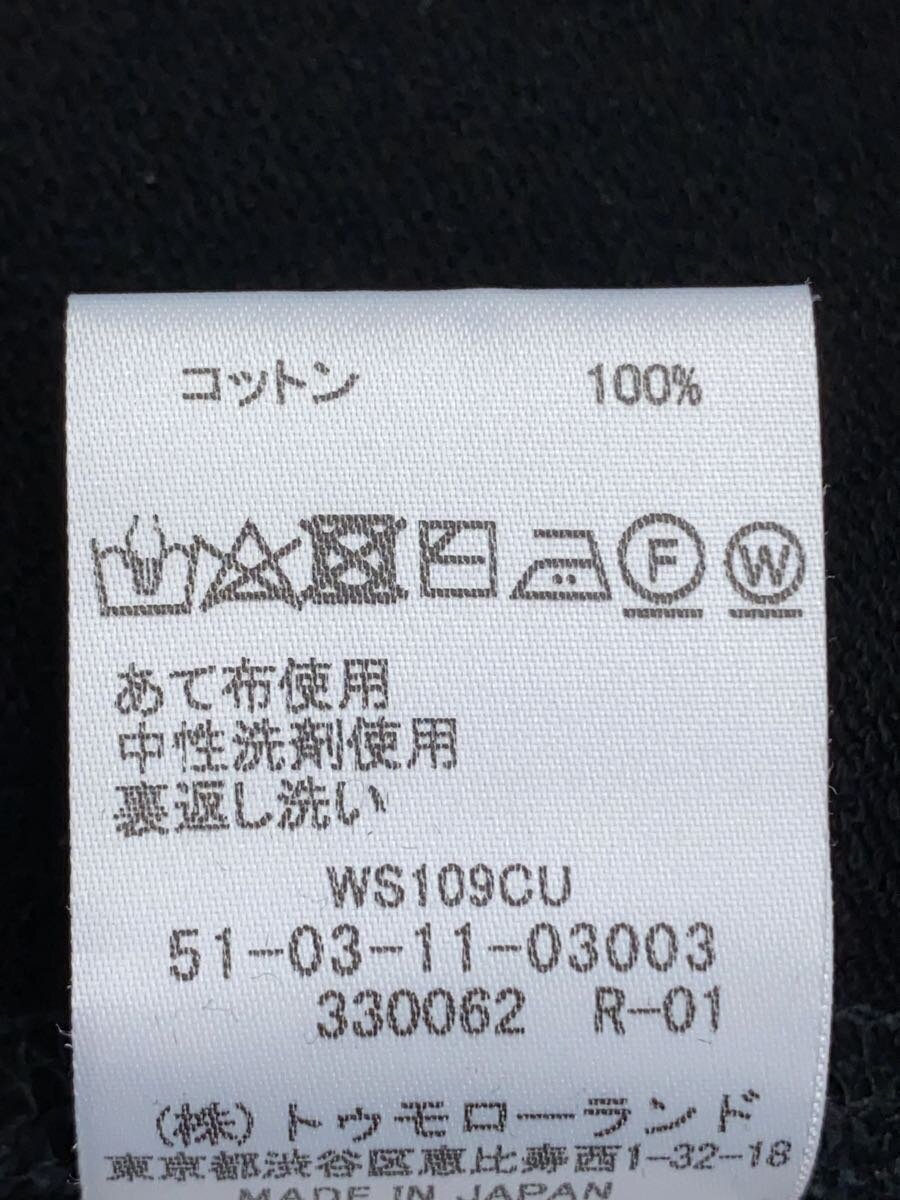 コットン 100%
F W
あて布使用
中性洗剤使用
裏返し洗い
WS109CU
51-03-11-03003
330062 R-01
(株)トゥモローランド
東京都渋谷区恵比寿西1-32-18
MADE IN JAPAN